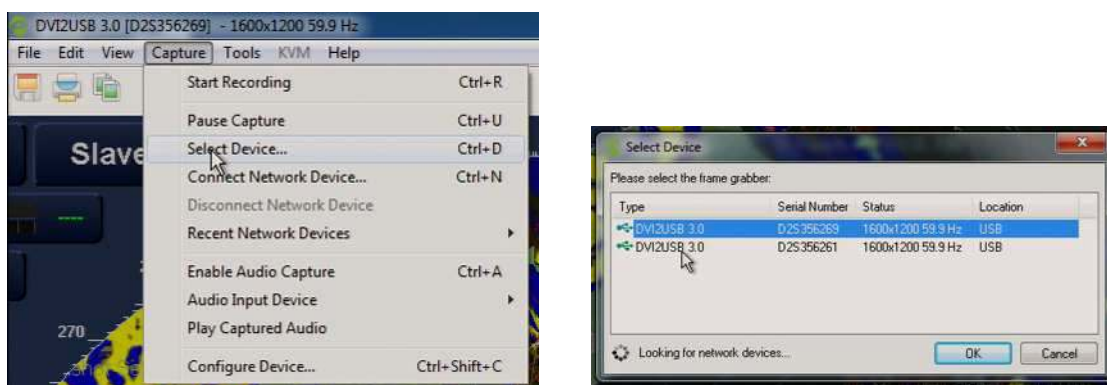 DVI2USB 3.0 [D2S356269] - 1600x1200 59.9 Hz
File Edit View Capture Tools KVM Help
Start Recording Ctrl+R
Pause Capture Ctrl+U
Slave
Select Device... Ctrl+D
Connect Network Device... Ctrl+N
Disconnect Network Device
Recent Network Devices
Enable Audio Capture Ctrl+A
Audio Input Device
270
Play Captured Audio
Configure Device... Ctrl+Shift+C
Select Device
Please select the frame grabber:
Type Serial Number Status Location
DVI2USB 3.0 D2S356269 1600x1200 59.9 Hz USB
DVI2USB 3.0 D2S356261 1600x1200 59.9 Hz USB
Looking for network devices... OK Cancel